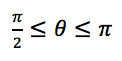 π/2 ≤ θ ≤ π